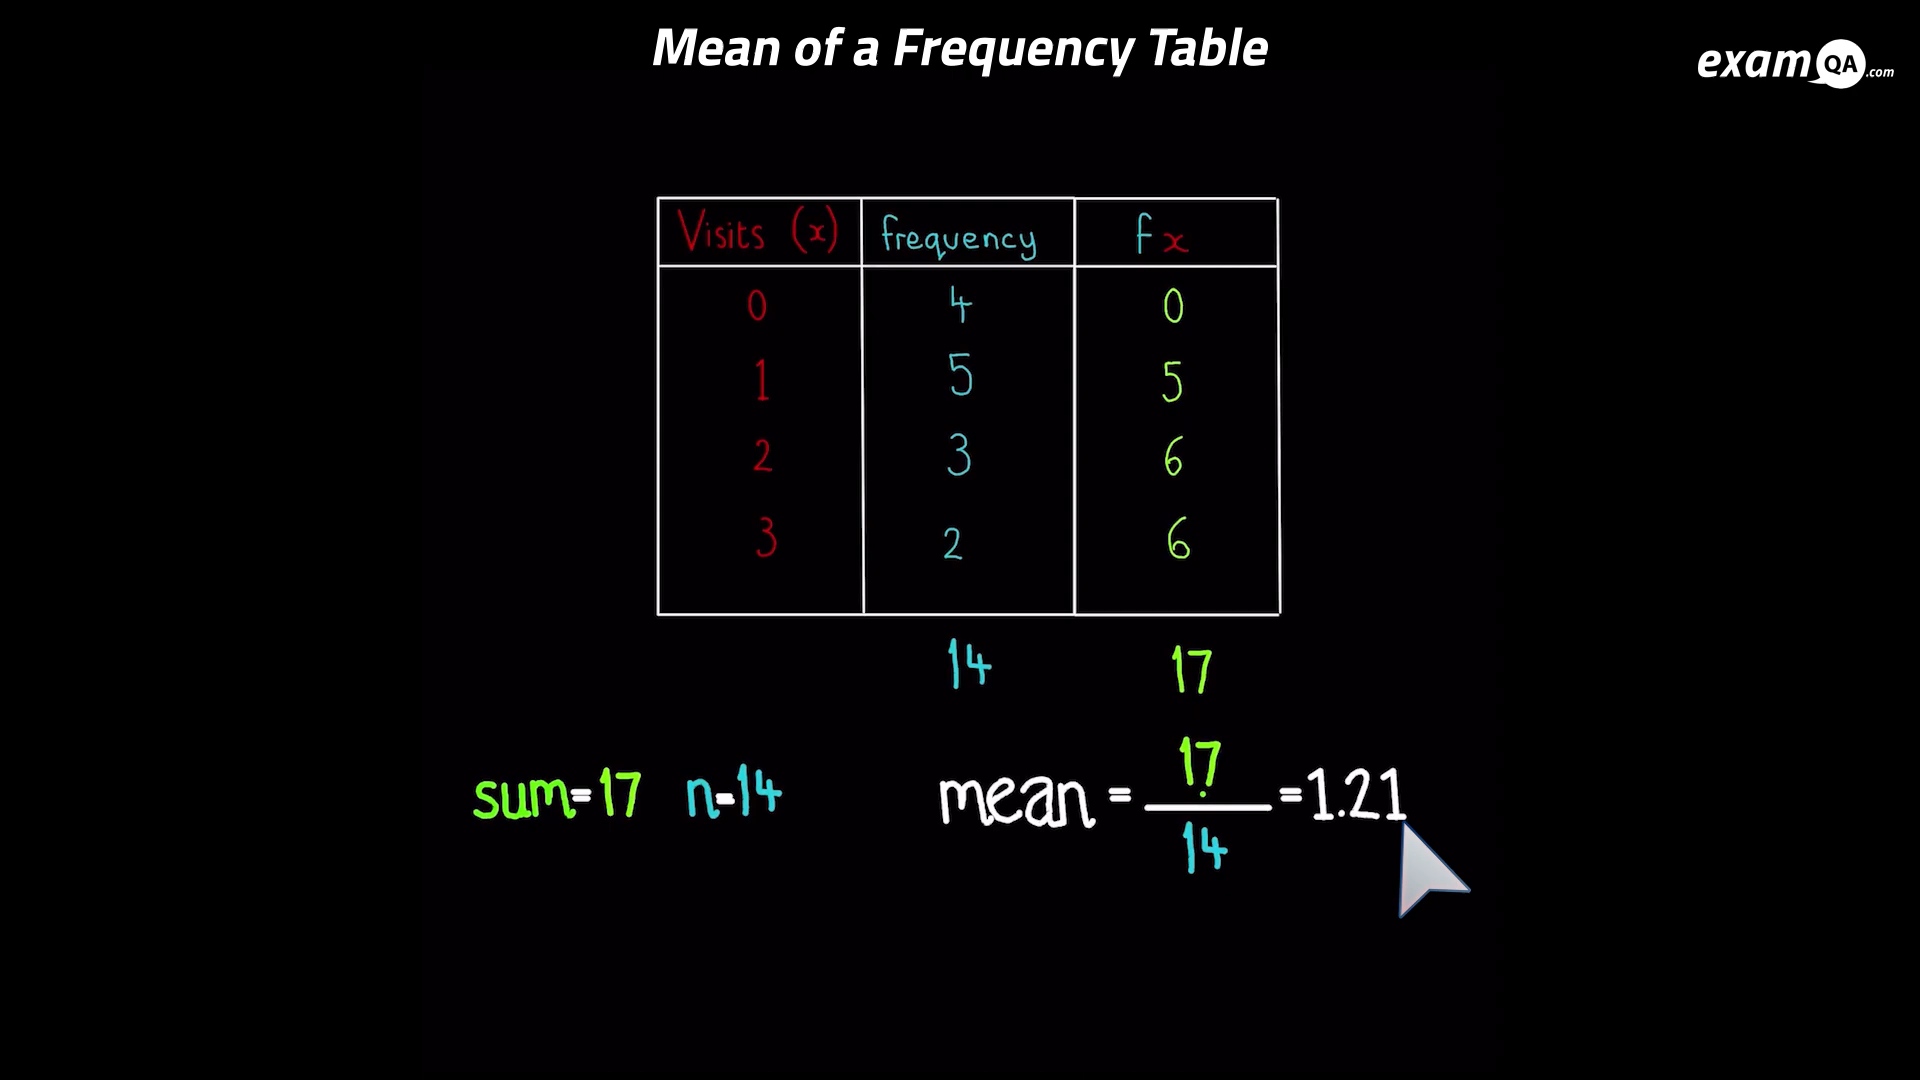 Mean of a Frequency Table
examQA.com
Visits (x) frequency fx
0 4 0
1 5 5
2 3 6
3 2 6
14 17
sum=17 n=14 mean = 17/14 =1.21